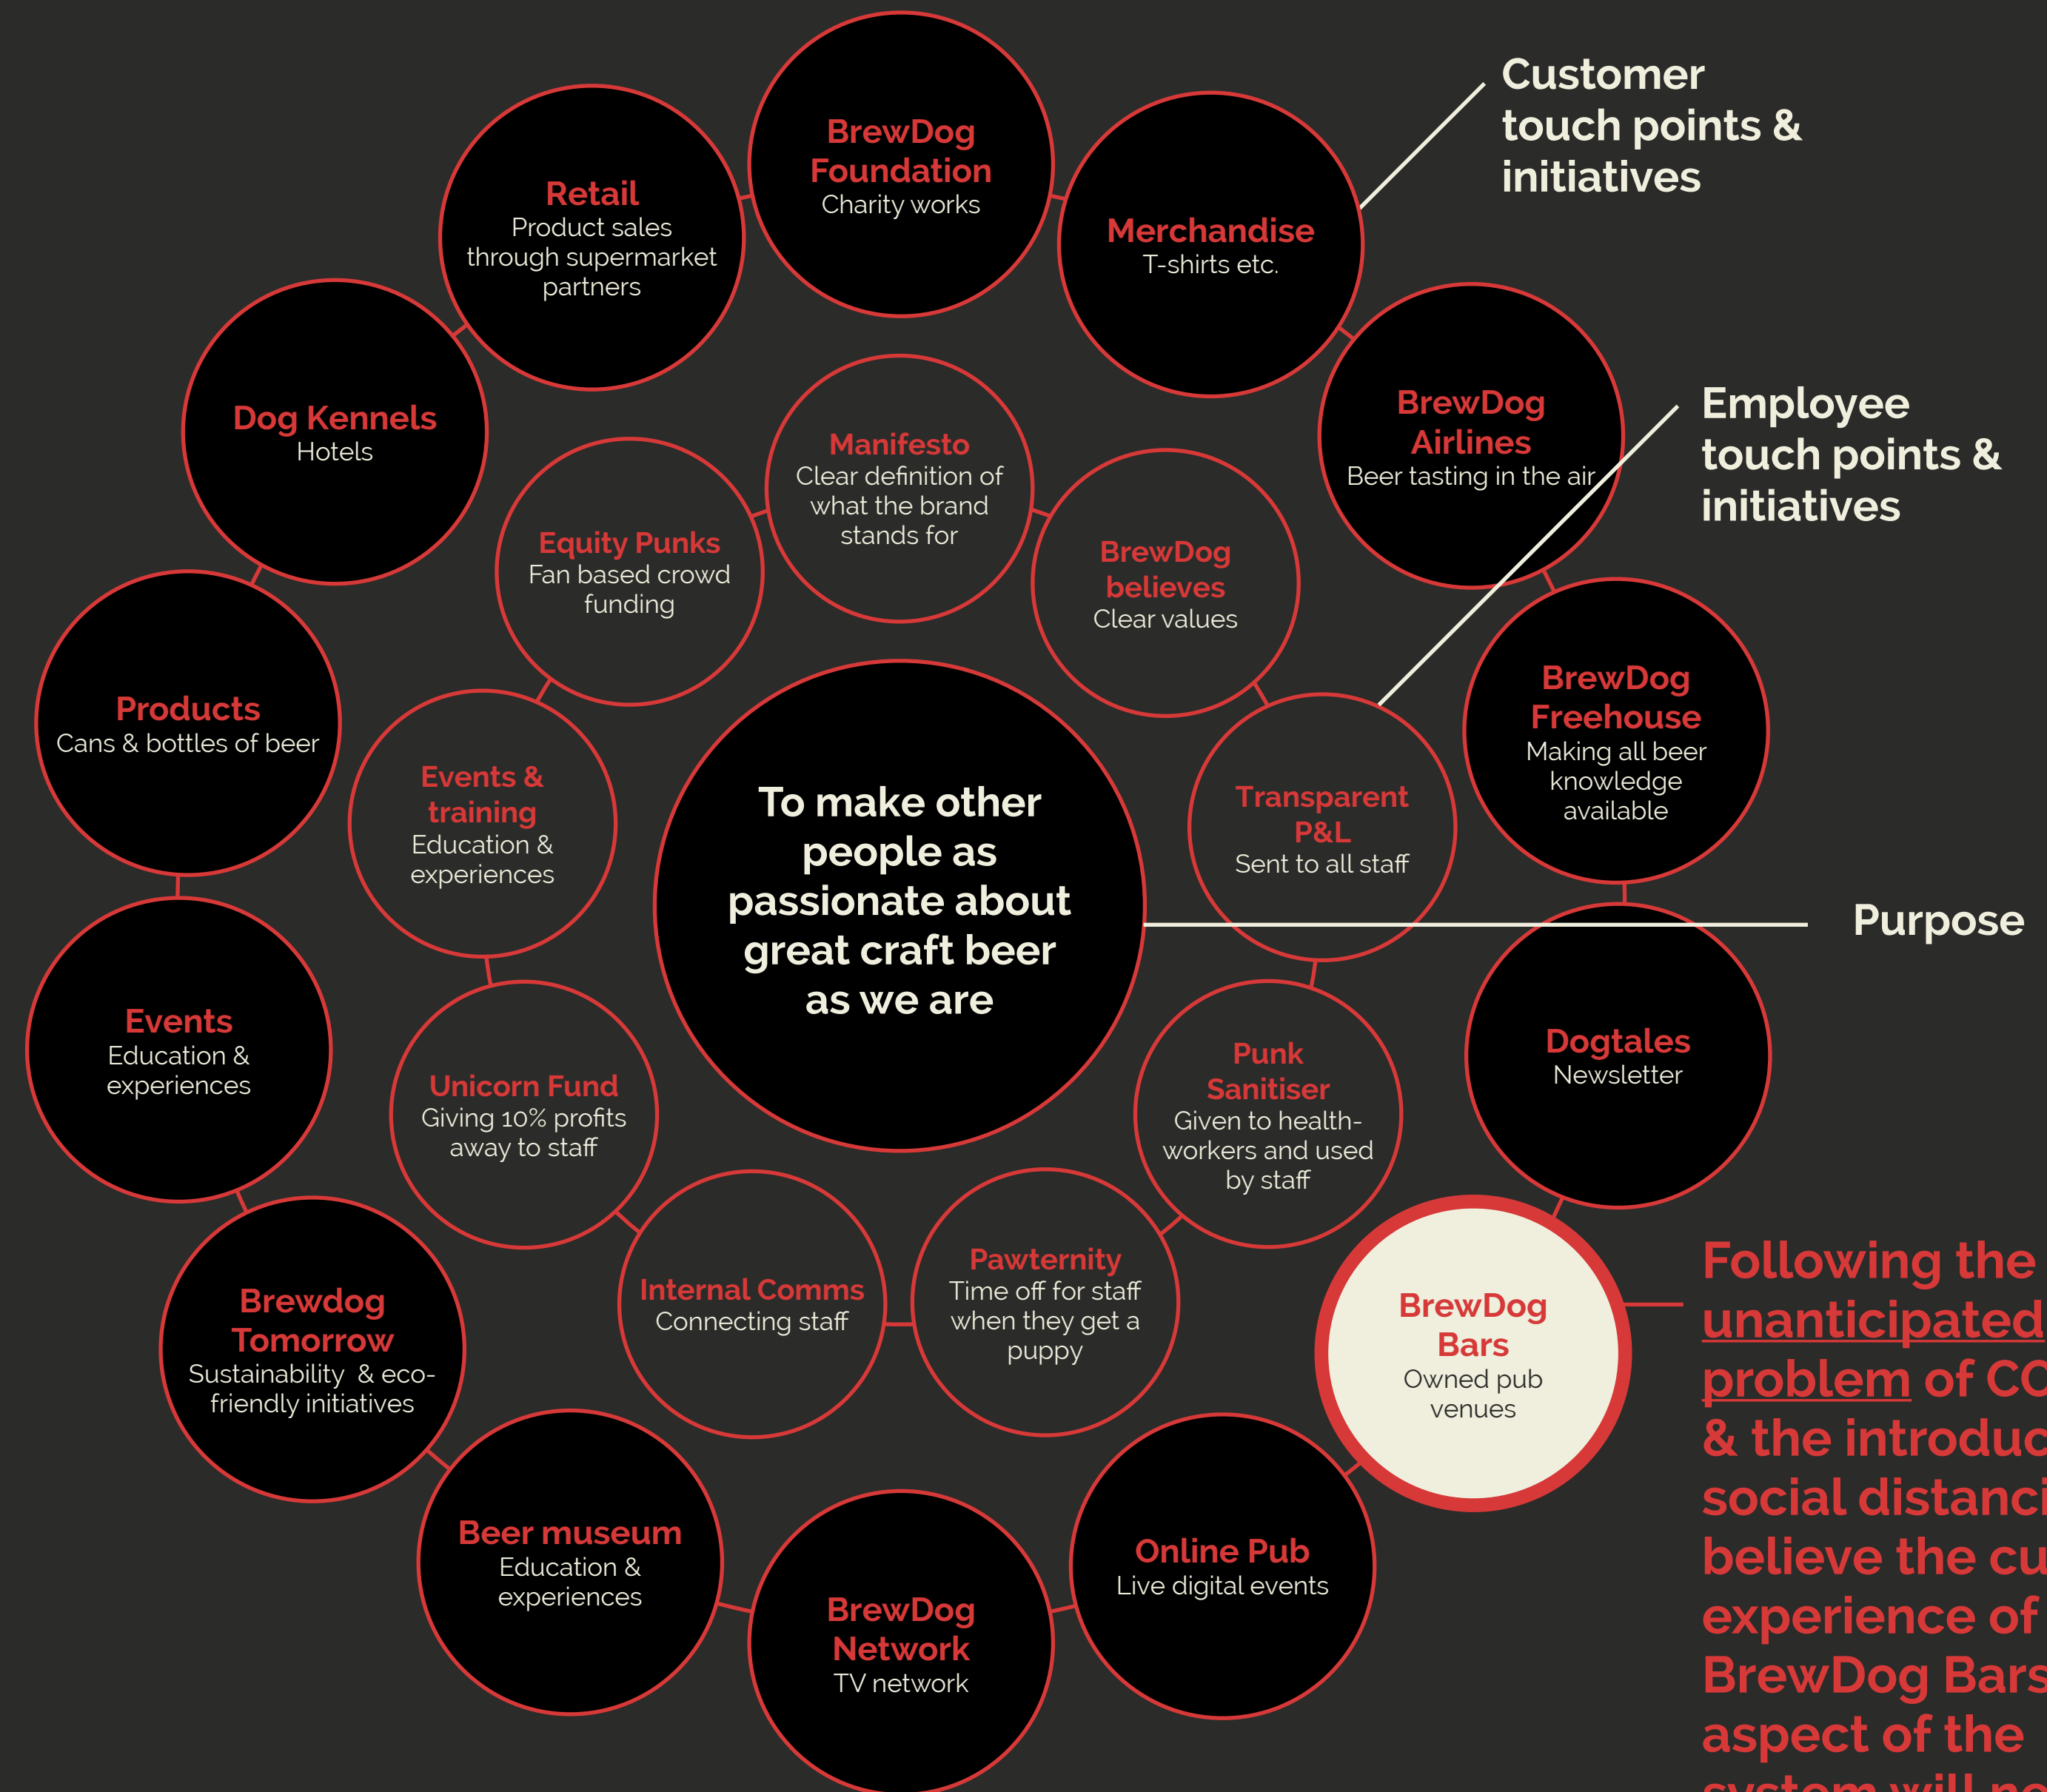 Customer
touch points &
initiatives
BrewDog
Foundation
Charity works
Retail
Product sales
through supermarket
partners
Merchandise
T-shirts etc.
Dog Kennels
Hotels
BrewDog
Airlines
Beer tasting in the air
Employee
touch points &
initiatives
Manifesto
Clear definition of
what the brand
stands for
Equity Punks
Fan based crowd
funding
BrewDog
believes
Clear values
BrewDog
Freehouse
Making all beer
knowledge
available
Products
Cans & bottles of beer
Events &
training
Education &
experiences
To make other
people as
passionate about
great craft beer
as we are
Transparent
P&L
Sent to all staff
Purpose
Events
Education &
experiences
Dogtales
Newsletter
Unicorn Fund
Giving 10% profits
away to staff
Punk
Sanitiser
Given to health-
workers and used
by staff
Internal Comms
Connecting staff
Pawternity
Time off for staff
when they get a
puppy
Brewdog
Tomorrow
Sustainability & eco-
friendly initiatives
BrewDog
Bars
Owned pub
venues
Beer museum
Education &
experiences
BrewDog
Network
TV network
Online Pub
Live digital events
Following the
unanticipated
problem of
& the
social
believe the
experience of
BrewDog Bars
aspect of the
system will